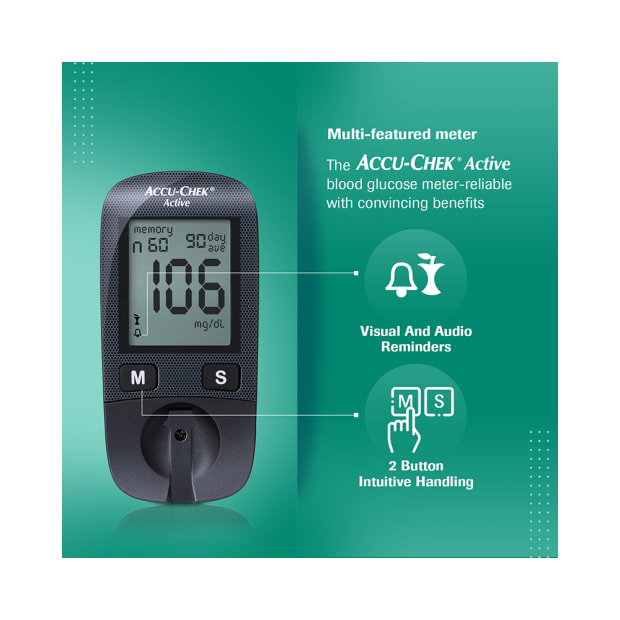 Multi-featured meter
The ACCU-CHEK® Active
blood glucose meter-reliable
with convincing benefits
ACCU-CHEK®
Active
memory
n 60 90 day ave
106
mg/dL
M S
Visual And Audio
Reminders
M S
2 Button
Intuitive Handling